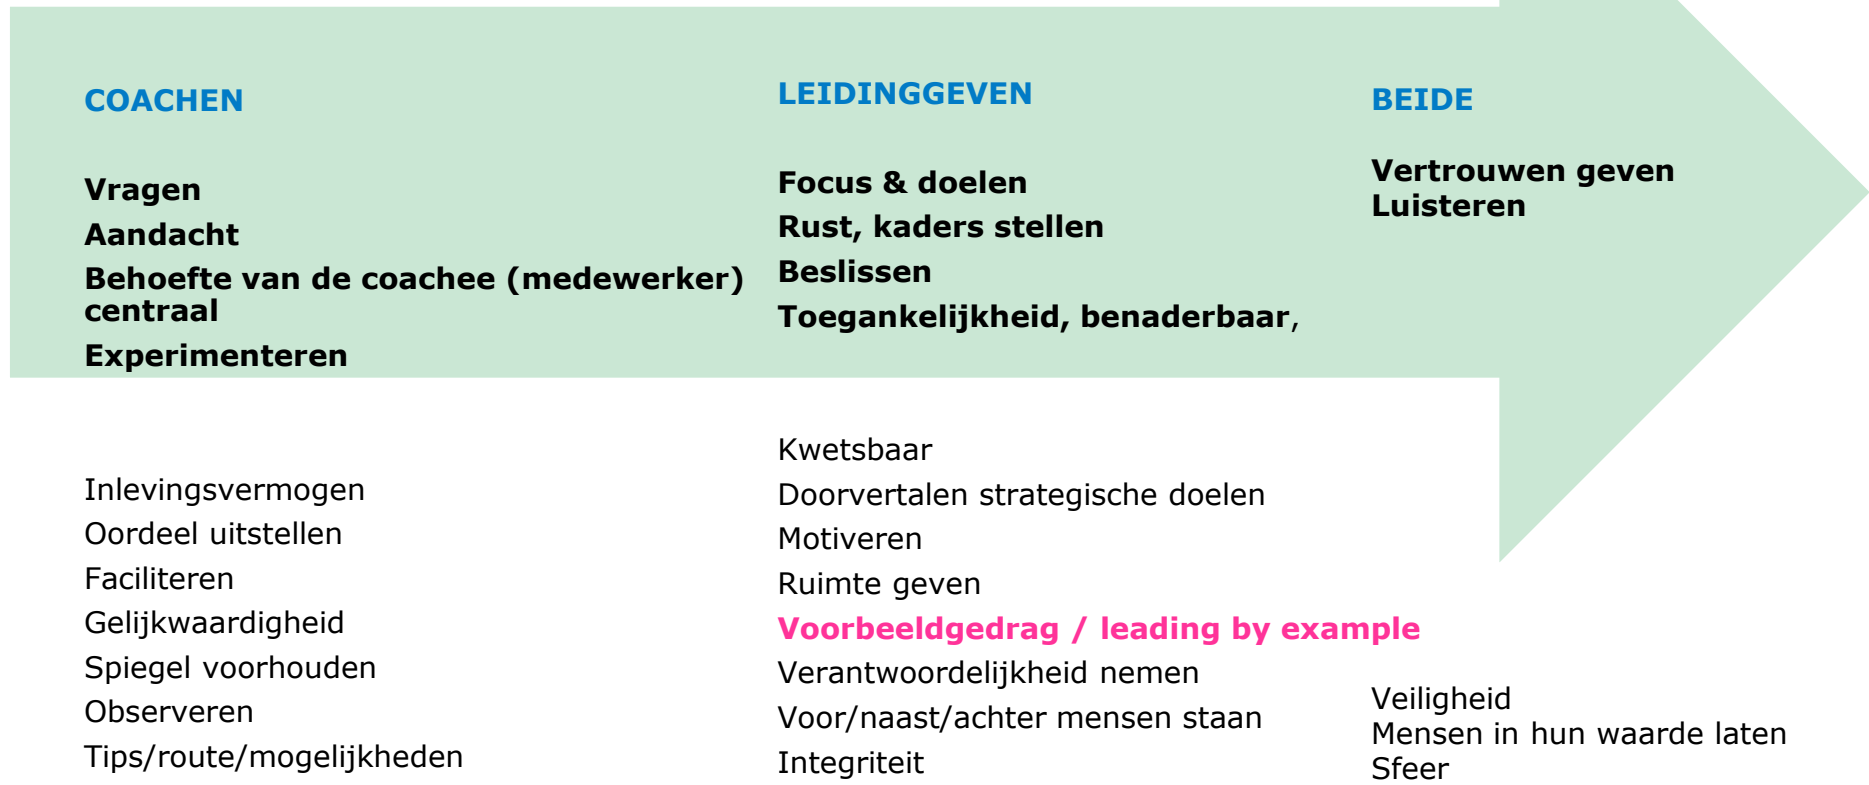 COACHEN
Vragen
Aandacht
Behoefte van de coachee (medewerker)
centraal
Experimenteren
Inlevingsvermogen
Oordeel uitstellen
Faciliteren
Gelijkwaardigheid
Spiegel voorhouden
Observeren
Tips/route/mogelijkheden
LEIDINGGEVEN
Focus & doelen
Rust, kaders stellen
Beslissen
Toegankelijkheid, benaderbaar,
Kwetsbaar
Doorvertalen strategische doelen
Motiveren
Ruimte geven
Voorbeeldgedrag / leading by example
Verantwoordelijkheid nemen
Voor/naast/achter mensen staan
Integriteit
BEIDE
Vertrouwen geven
Luisteren
Veiligheid
Mensen in hun waarde laten
Sfeer